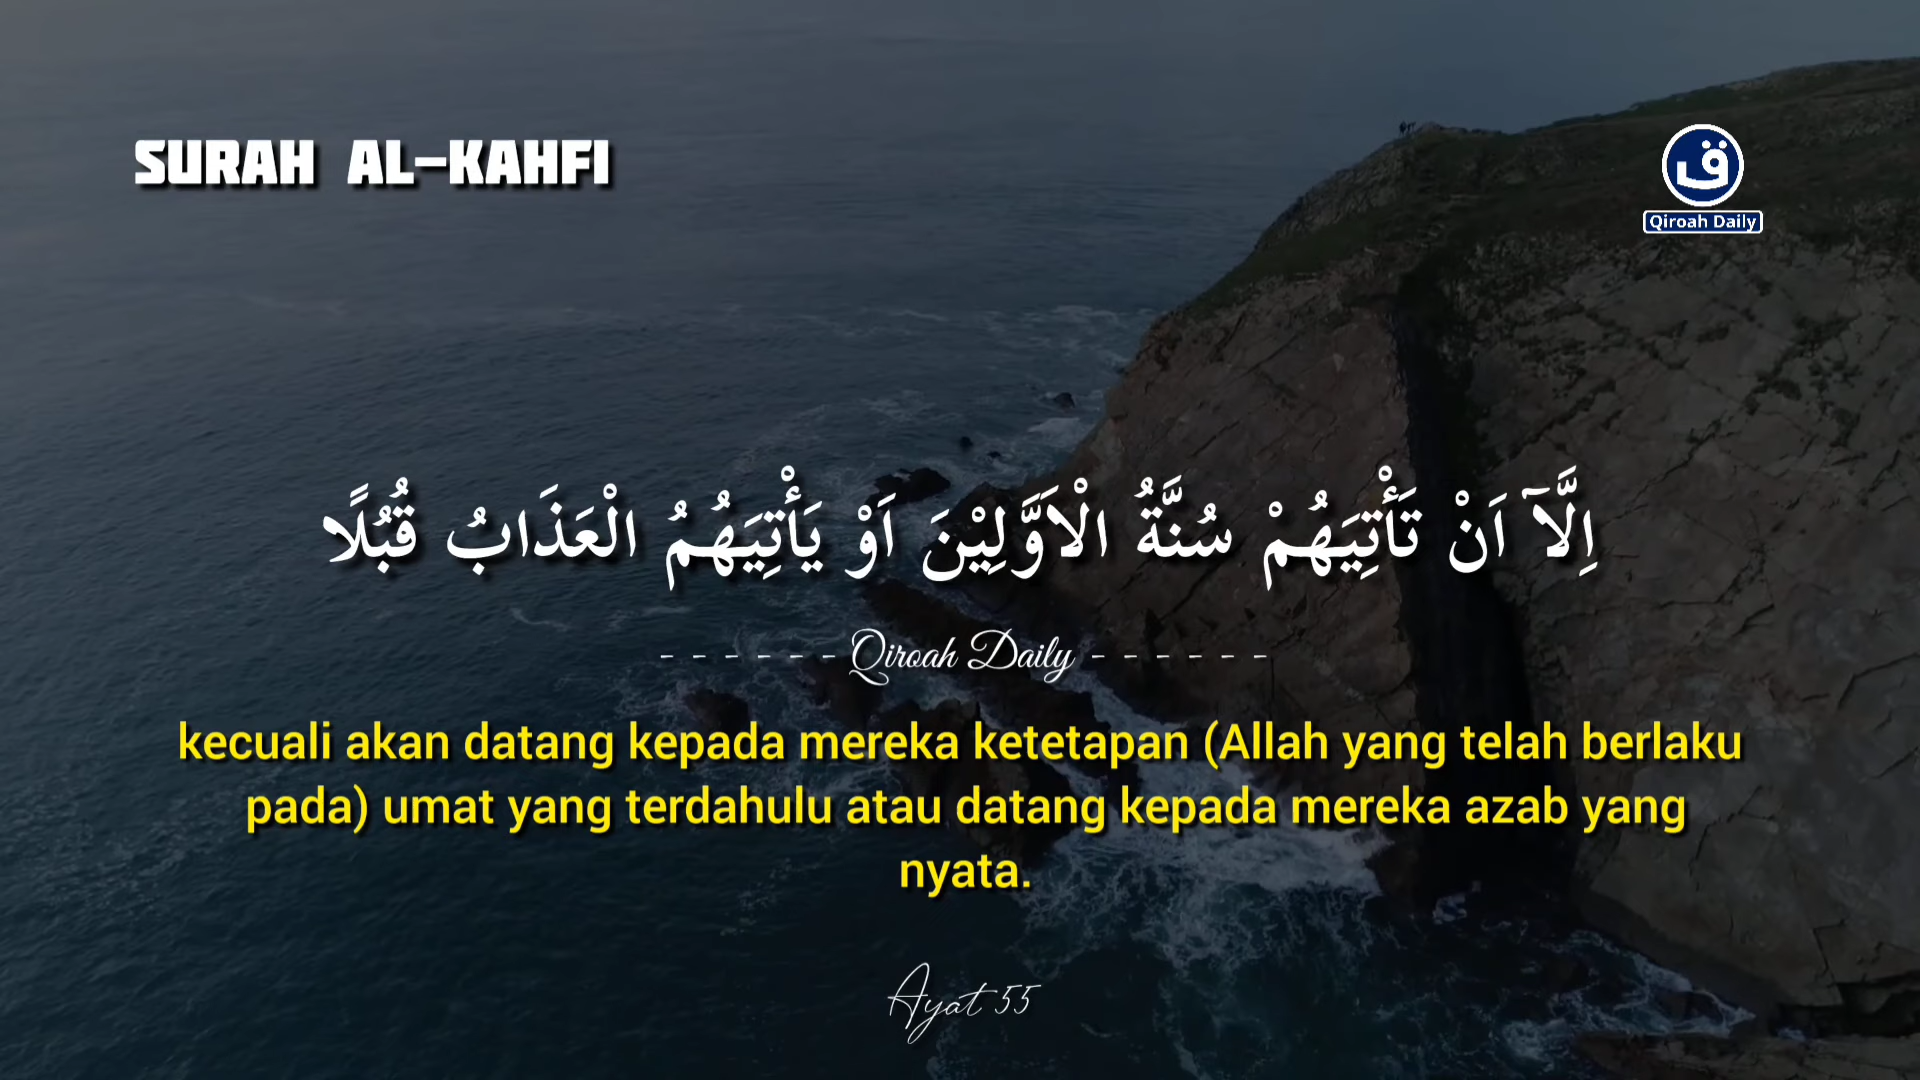 SURAH AL-KAHFI
ق
Qiroah Daily
اِلَّآ اَنْ تَأْتِيَهُمْ سُنَّةُ الْاَوَّلِيْنَ اَوْ يَأْتِيَهُمُ الْعَذَابُ قُبُلًا
- - - - - - Qiroah Daily - - - - - -
kecuali akan datang kepada mereka ketetapan (Allah yang telah berlaku
pada) umat yang terdahulu atau datang kepada mereka azab yang
nyata.
Ayat 55